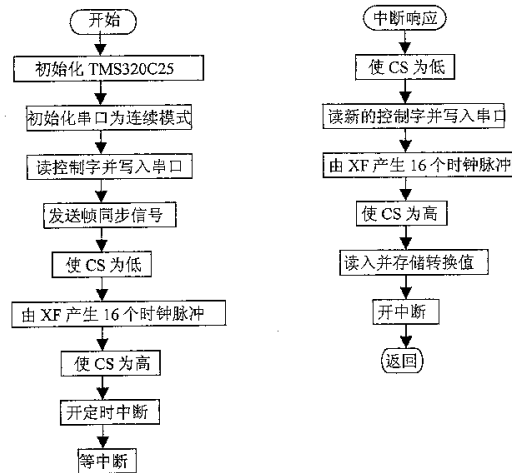 开始
初始化 TMS320C25
初始化串口为连续模式
读控制字并写入串口
发送帧同步信号
使 CS 为低
由 XF 产生 16 个时钟脉冲
使 CS 为高
开定时中断
等中断
中断响应
使 CS 为低
读新的控制字并写入串口
由 XF 产生 16 个时钟脉冲
使 CS 为高
读入并存储转换值
开中断
返回